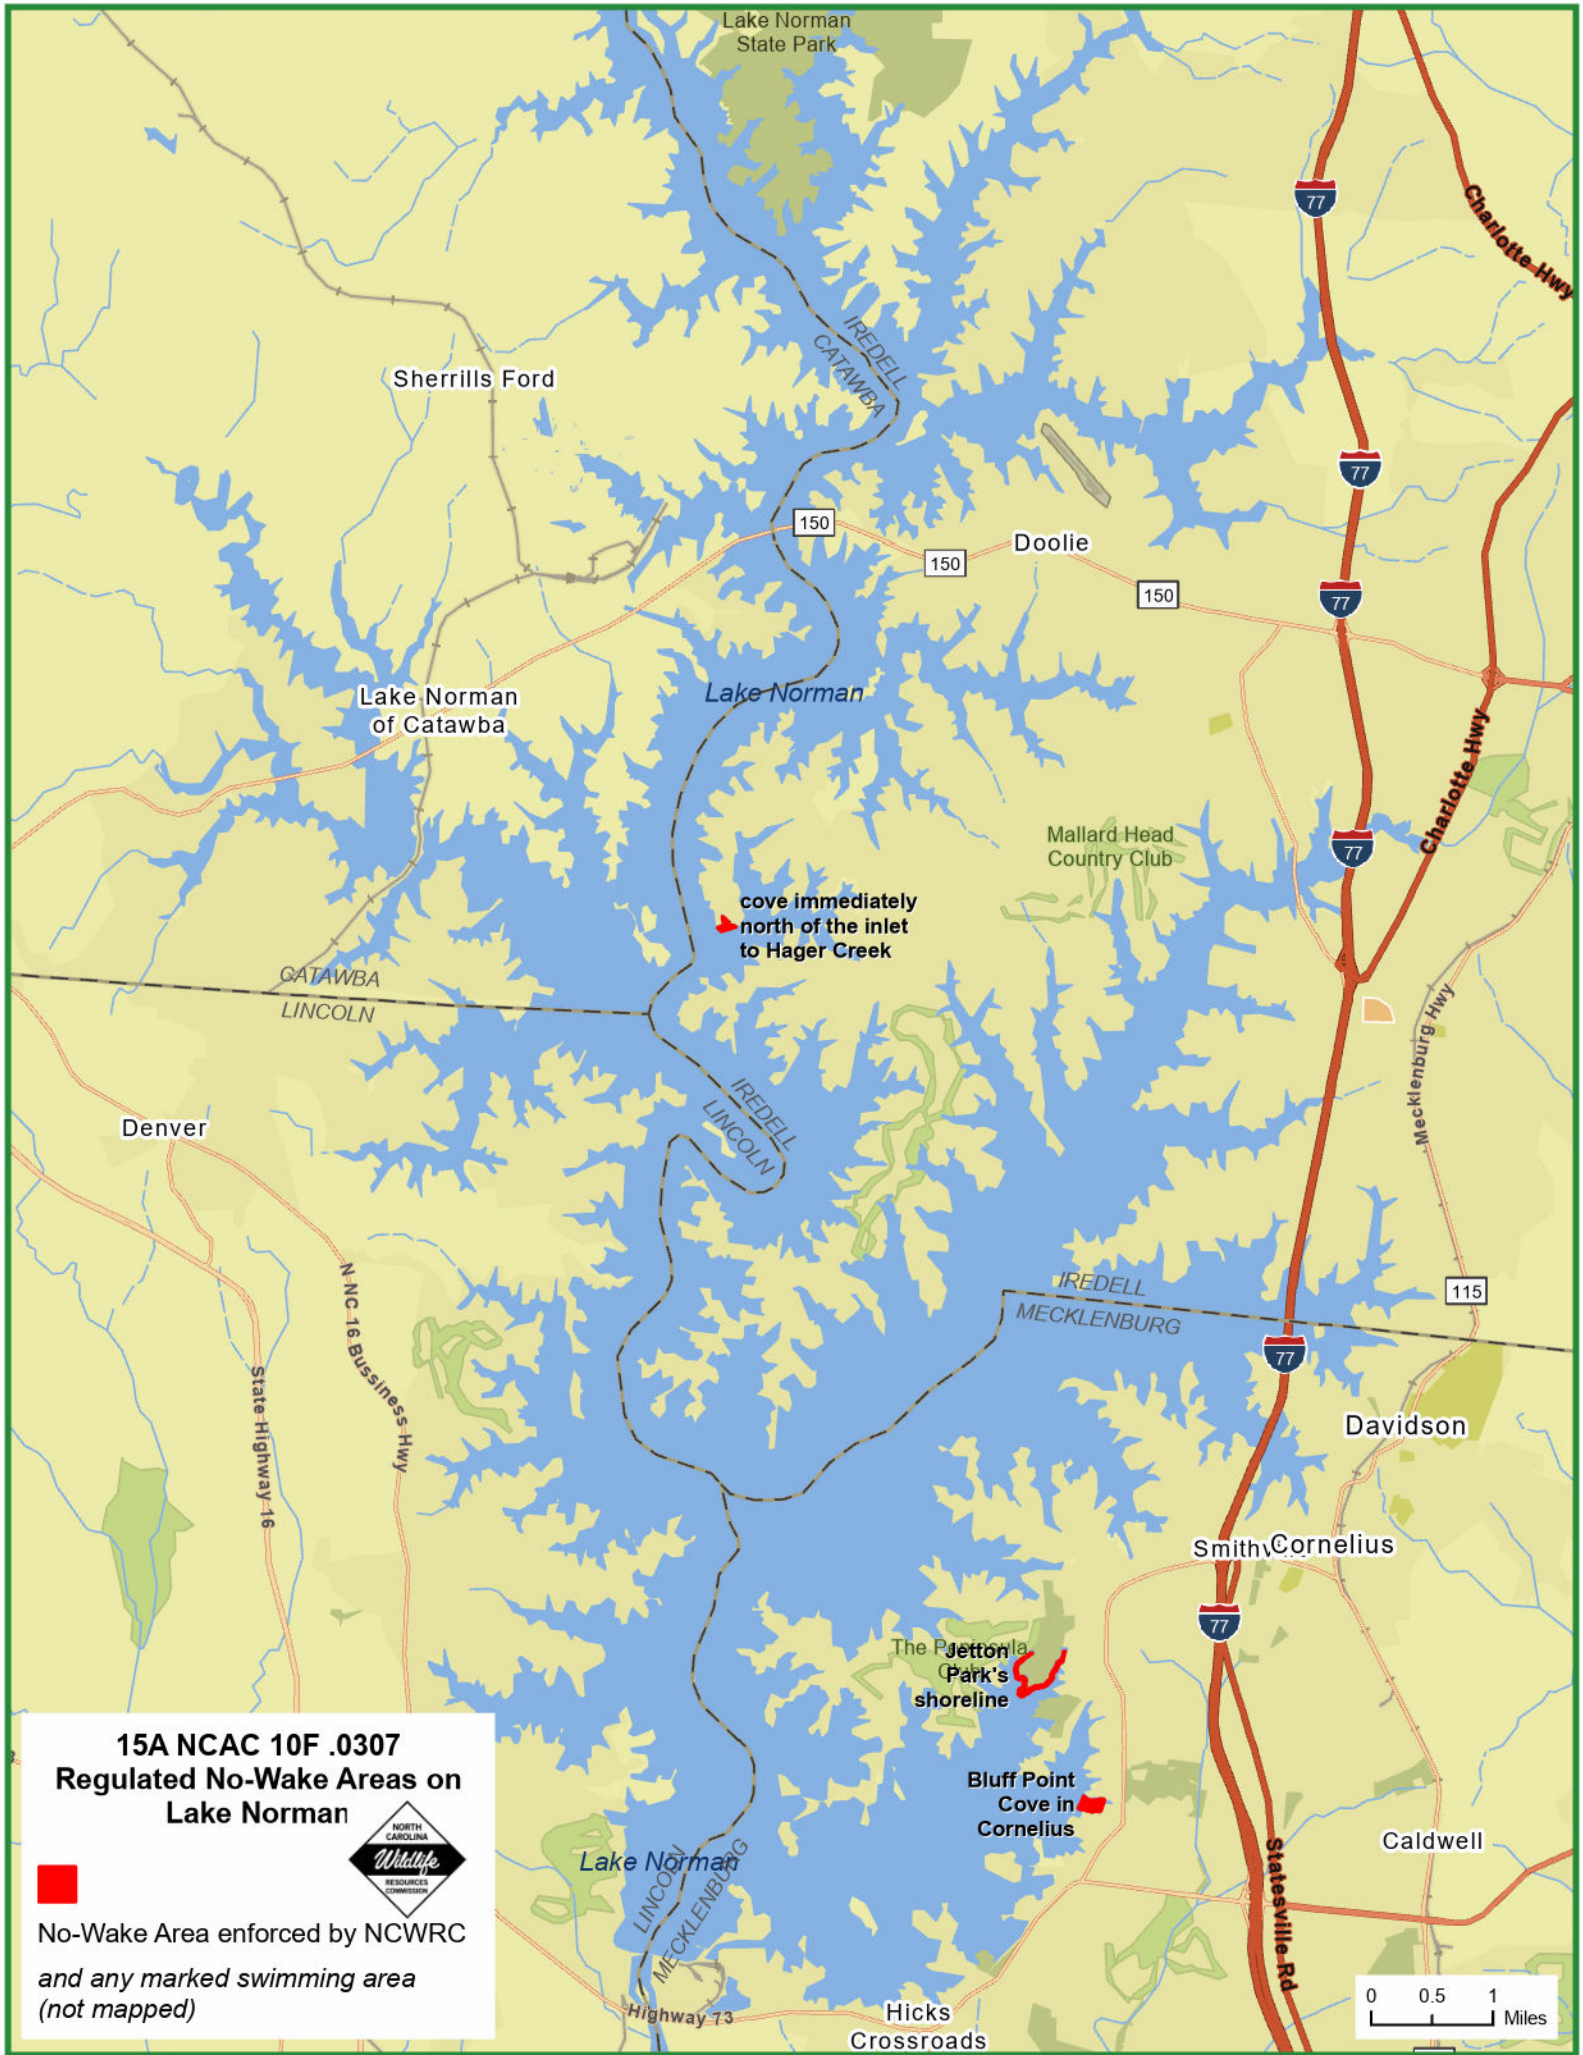 Lake Norman
State Park
77
Charlotte Hwy
IREDELL
CATAWBA
Sherrills Ford
77
150
150
Doolie
150
77
Lake Norman
Lake Norman
of Catawba
Charlotte Hwy
Mallard Head
Country Club
77
cove immediately
north of the inlet
to Hager Creek
CATAWBA
LINCOLN
Mecklenburg Hwy
IREDELL
LINCOLN
Denver
IREDELL
MECKLENBURG
115
N NC 16 Bussiness Hwy
77
State Highway 16
Davidson
Cornelius
77
The Peninsula
Club
Jetton
Park's
shoreline
Bluff Point
Cove in
Cornelius
15A NCAC 10F .0307
Regulated No-Wake Areas on
Lake Norman
NORTH
CAROLINA
Wildlife
RESOURCES
COMMISSION
No-Wake Area enforced by NCWRC
and any marked swimming area
(not mapped)
Lake Norman
LINCOLN
MECKLENBURG
Caldwell
Statesville Rd
Highway 73
Hicks
Crossroads
0 0.5 1
Miles